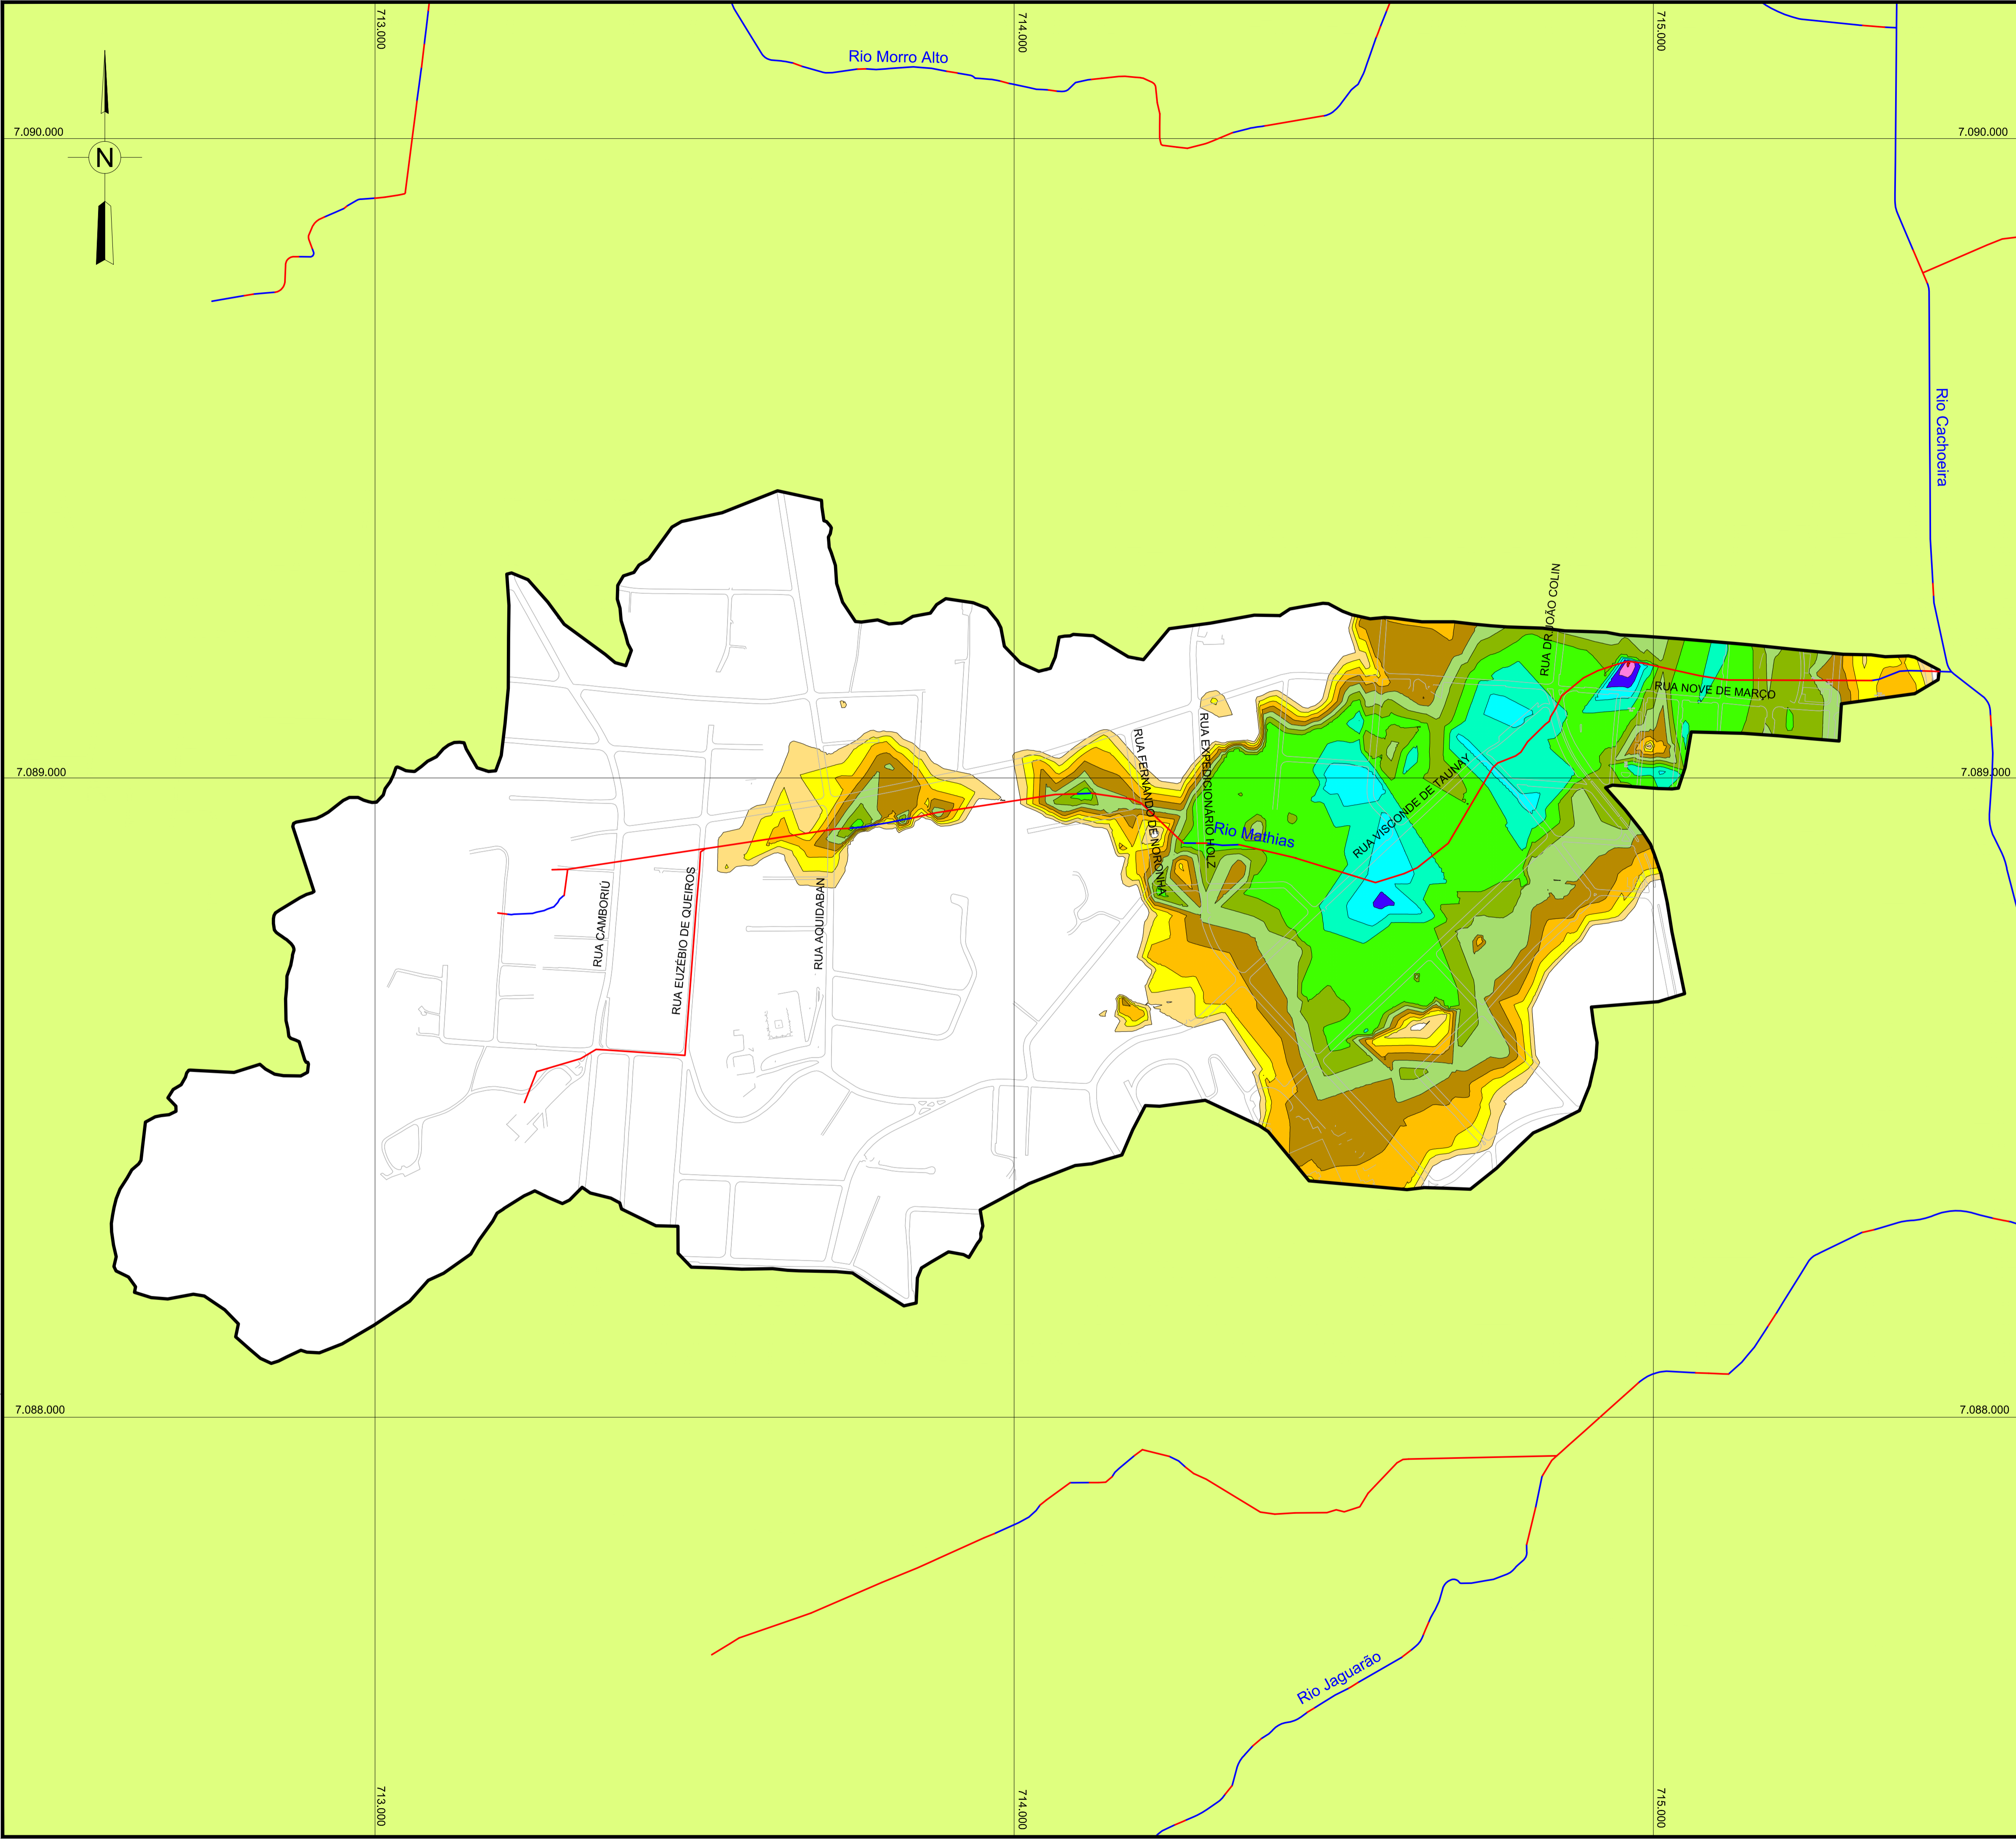 713.000
714.000
715.000
Rio Morro Alto
7.090.000
7.090.000
N
Rio Cachoeira
RUA DR.JOÃO COLIN
RUA NOVE DE MARÇO
7.089.000
7.089.000
RUA FERNANDO DE NORONHA
RUA EXPEDICIONÁRIO HOLZ
RUA VISCONDE DE TAUNAY
Rio Mathias
RUA CAMBORIÚ
RUA EUZÉBIO DE QUEIROS
RUA AQUIDABAN
7.088.000
7.088.000
Rio Jaguarão
713.000
714.000
715.000